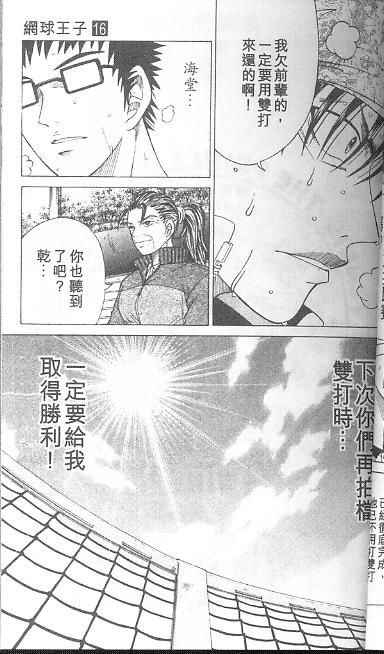 網球王子 16
我欠前輩的,
一定要用雙打
來還的啊!
海堂…
你也聽到
了吧?
乾…
下次你們再拍檔
雙打時…
一定要給我
取得勝利!